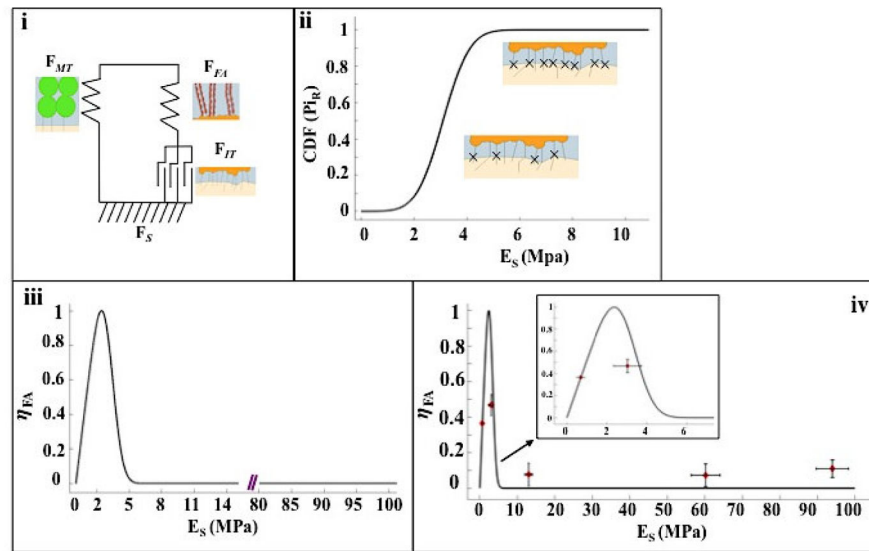 i
F_MT
F_FA
F_IT
F_S
ii
CDF (Pi_R)
1
0.8
0.6
0.4
0.2
0
0 2 4 6 8 10
E_S (Mpa)
iii
η_FA
1
0.8
0.6
0.4
0.2
0
0 2 5 8 11 14 80 85 90 95 100
E_S (MPa)
iv
η_FA
1
0.8
0.6
0.4
0.2
0
0 10 20 30 40 50 60 70 80 90 100
E_S (MPa)
1
0.8
0.6
0.4
0.2
0
0 2 4 6